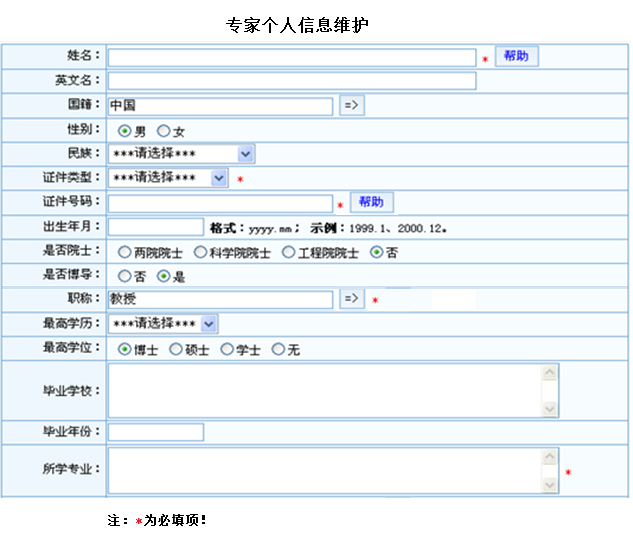 专家个人信息维护
姓名： * 帮助
英文名：
国籍： 中国 =>
性别： 男 女
民族： ***请选择***
证件类型： ***请选择*** *
证件号码： * 帮助
出生年月： 格式：yyyy.mm； 示例：1999.1、2000.12。
是否院士： 两院院士 科学院院士 工程院院士 否
是否博导： 否 是
职称： 教授 => *
最高学历： ***请选择***
最高学位： 博士 硕士 学士 无
毕业学校：
毕业年份：
所学专业： *
注：*为必填项！